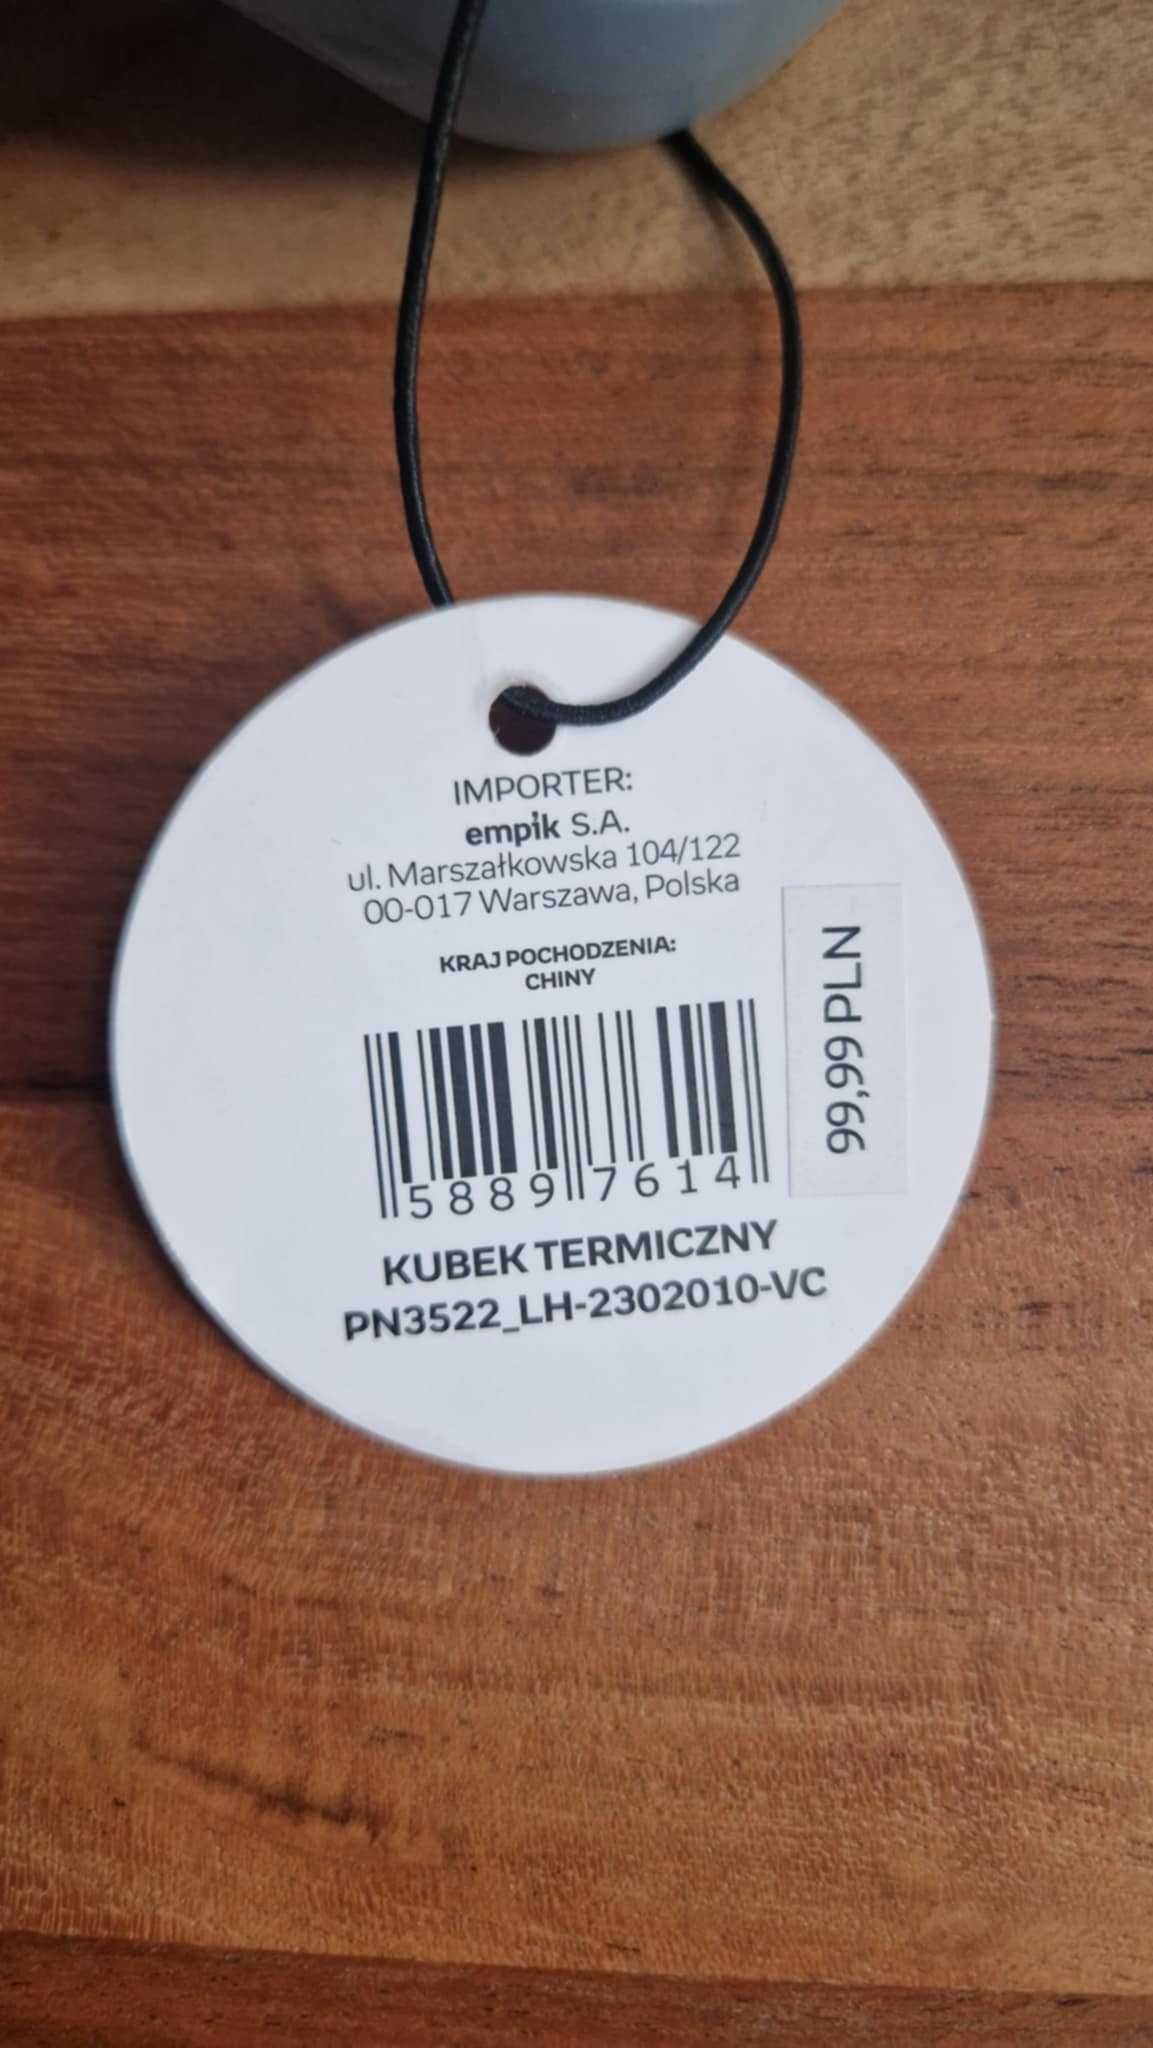 IMPORTER:
empik S.A.
ul. Marszałkowska 104/122
00-017 Warszawa, Polska
KRAJ POCHODZENIA:
CHINY
5889 7614
KUBEK TERMICZNY
PN3522_LH-2302010-VC
99,99 PLN